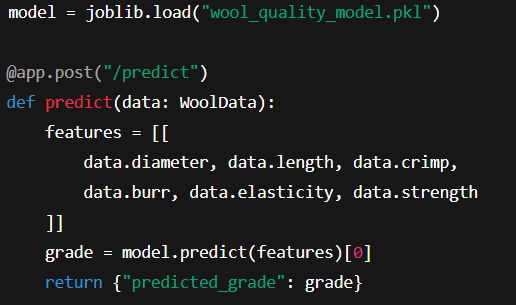 model = joblib.load("wool_quality_model.pkl")
@app.post("/predict")
def predict(data: WoolData):
    features = [[
        data.diameter, data.length, data.crimp,
        data.burr, data.elasticity, data.strength
    ]]
    grade = model.predict(features)[0]
    return {"predicted_grade": grade}